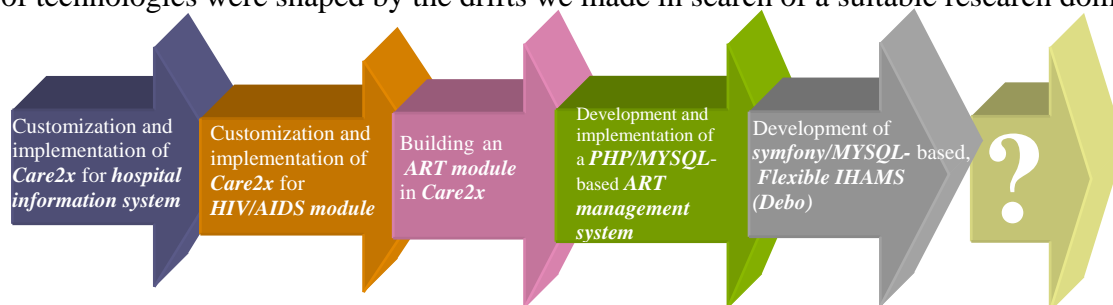 of technologies were shaped by the drifts we made in search of a suitable research dom
Customization and
implementation of
Care2x for hospital
information system
Customization and
implementation of
Care2x for
HIV/AIDS module
Building an
ART module
in Care2x
Development and
implementation of
a PHP/MYSQL-
based ART
management
system
Development of
symfony/MYSQL- based,
Flexible IHAMS
(Debo)
?